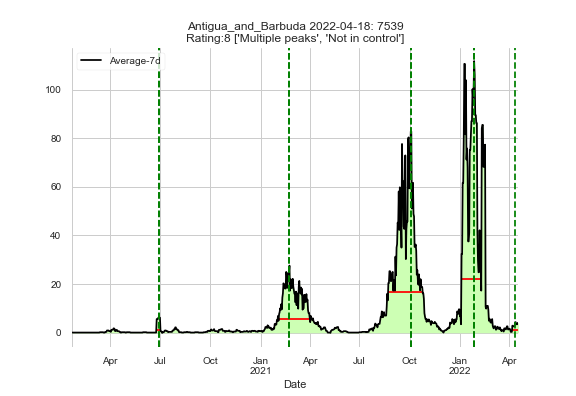 Antigua_and_Barbuda 2022-04-18: 7539
Rating:8 ['Multiple peaks', 'Not in control']
Average-7d
100
80
60
40
20
0
Apr Jul Oct Jan Apr Jul Oct Jan Apr
2021 2022
Date